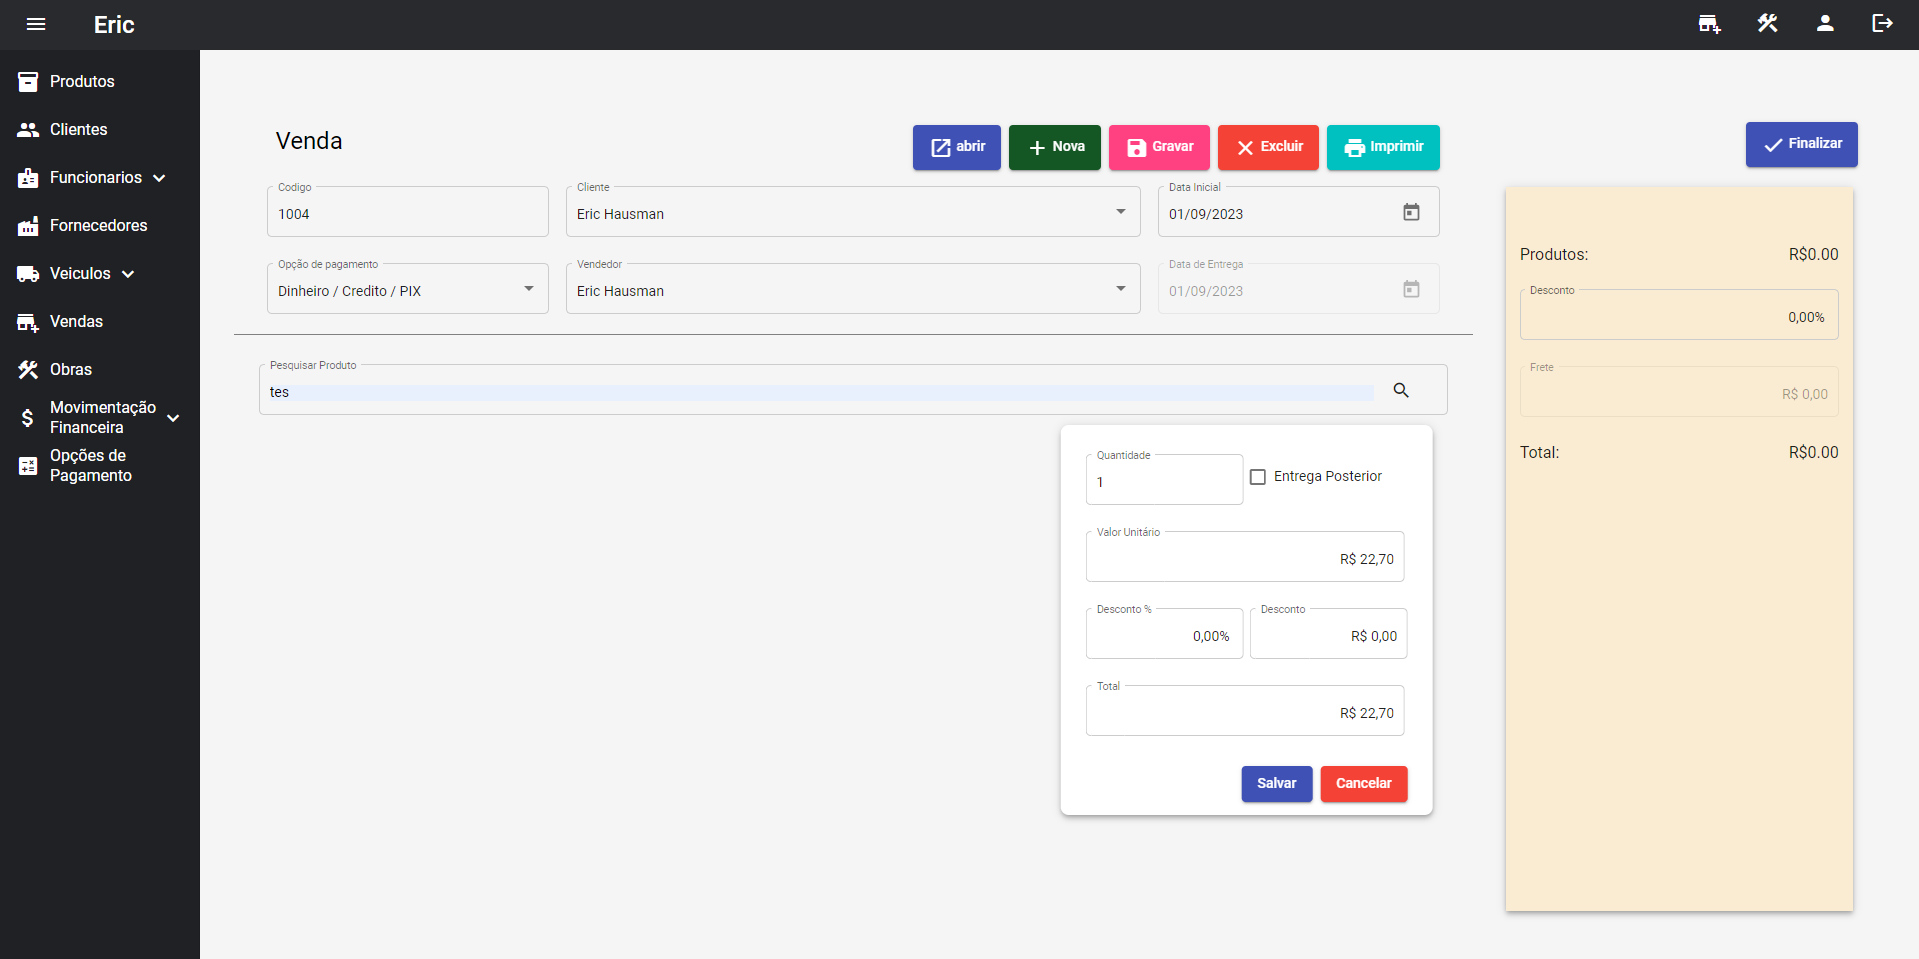 Eric
Produtos
Clientes
Funcionarios
Fornecedores
Veiculos
Vendas
Obras
Movimentação
Financeira
Opções de
Pagamento
Venda
abrir
Nova
Gravar
Excluir
Imprimir
Finalizar
Codigo
1004
Cliente
Eric Hausman
Data Inicial
01/09/2023
Opção de pagamento
Dinheiro / Credito / PIX
Vendedor
Eric Hausman
Data de Entrega
01/09/2023
Pesquisar Produto
tes
Quantidade
1
Entrega Posterior
Valor Unitário
R$ 22,70
Desconto %
0,00%
Desconto
R$ 0,00
Total
R$ 22,70
Salvar
Cancelar
Produtos: R$0.00
Desconto
0,00%
Frete
R$ 0,00
Total: R$0.00